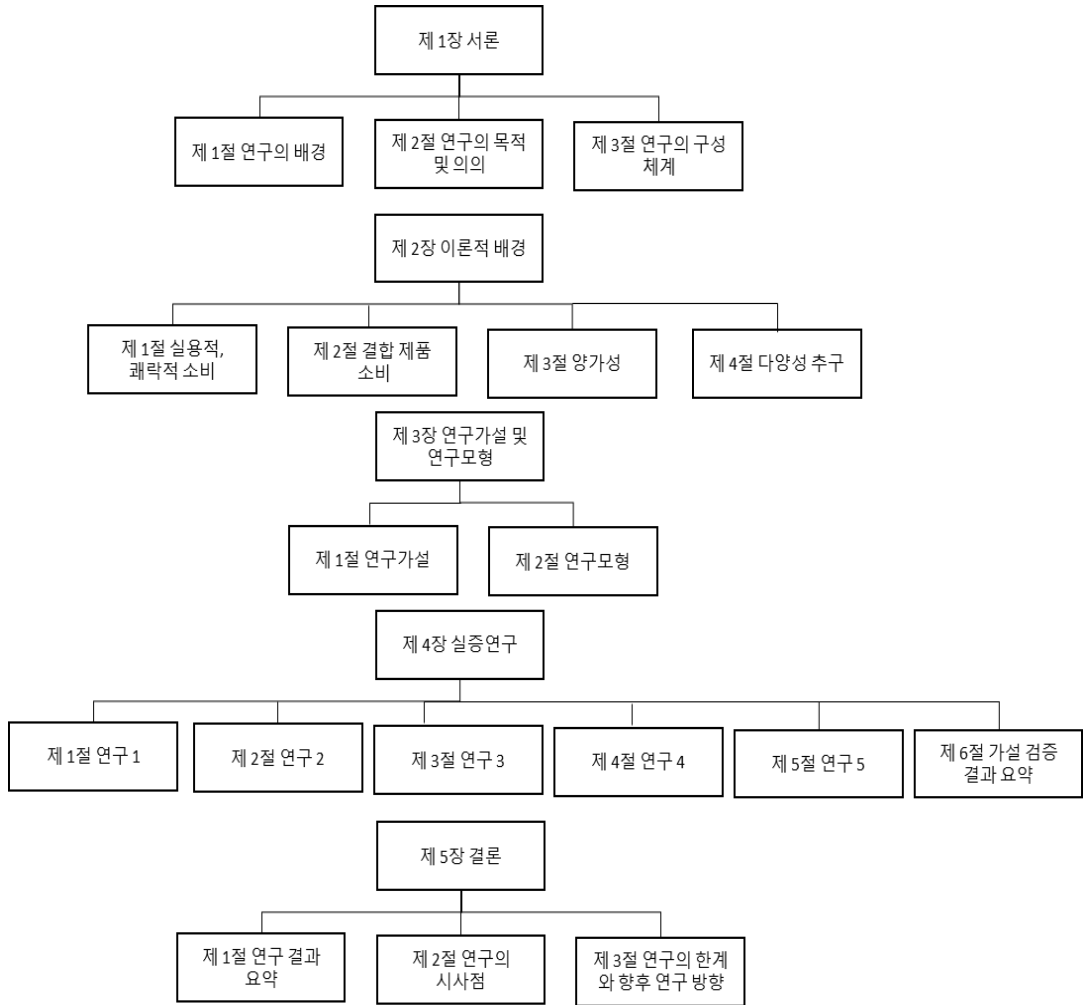 제 1장 서론
제 1절 연구의 배경
제 2절 연구의 목적
및 의의
제 3절 연구의 구성
체계
제 2장 이론적 배경
제 1절 실용적,
쾌락적 소비
제 2절 결합 제품
소비
제 3절 양가성
제 4절 다양성 추구
제 3장 연구가설 및
연구모형
제 1절 연구가설
제 2절 연구모형
제 4장 실증연구
제 1절 연구 1
제 2절 연구 2
제 3절 연구 3
제 4절 연구 4
제 5절 연구 5
제 6절 가설 검증
결과 요약
제 5장 결론
제 1절 연구 결과
요약
제 2절 연구의
시사점
제 3절 연구의 한계
와 향후 연구 방향